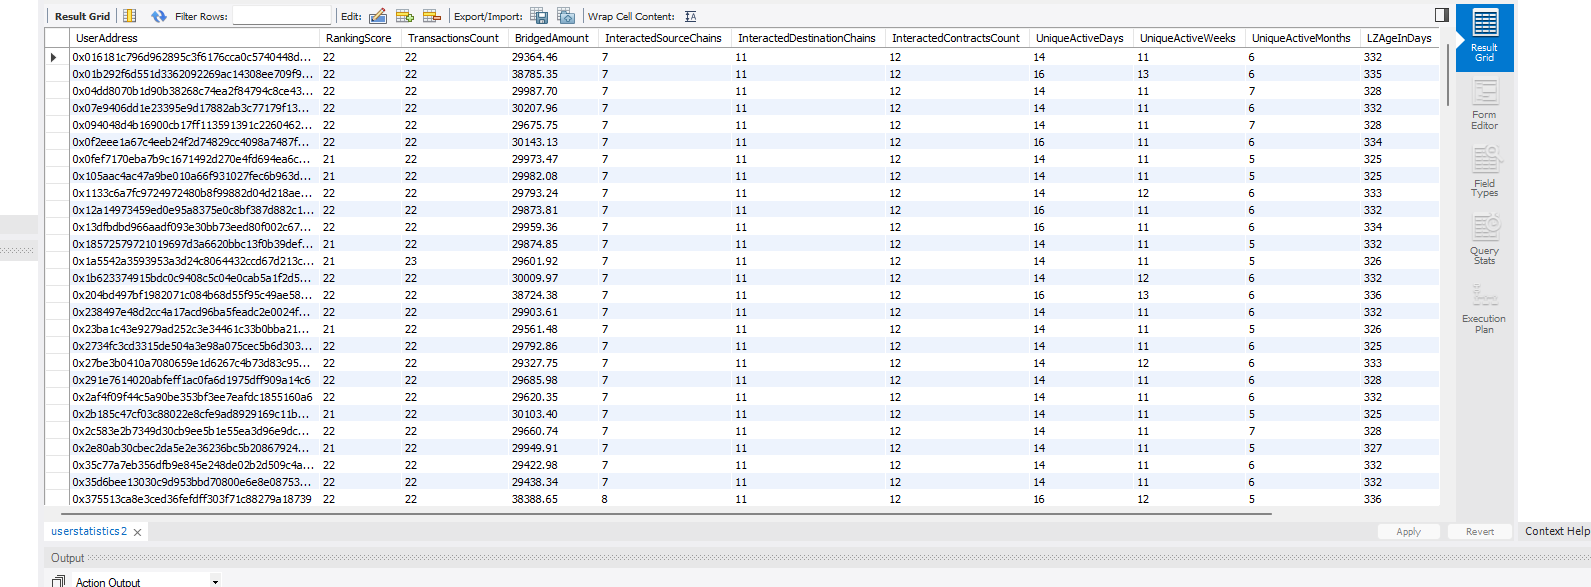 Result Grid Filter Rows: Edit: Export/Import: Wrap Cell Content: IA
UserAddress RankingScore TransactionsCount BridgedAmount InteractedSourceChains InteractedDestinationChains InteractedContractsCount UniqueActiveDays UniqueActiveWeeks UniqueActiveMonths LZAgeInDays
0x016181c796d962895c3f6176cca0c5740448d... 22 22 29364.46 7 11 12 14 11 6 332
0x01b292f6d551d3362092269ac14308ee709f9... 22 22 38785.35 7 11 12 16 13 6 335
0x04dd8070b1d90b38268c74ea2f84794c8ce43... 22 22 29987.70 7 11 12 14 11 7 328
0x07e9406dd1e23395e9d17882ab3c77179f13... 22 22 30207.96 7 11 12 14 11 6 332
0x094048d4b16900cb17ff113591391c2260462... 22 22 29675.75 7 11 12 14 11 7 328
0x0f2eee1a67c4eeb24f2d74829cc4098a7487f... 22 22 30143.13 7 11 12 16 11 6 334
0x0fef7170eba7b9c1671492d270e4fd694ea6c... 21 22 29973.47 7 11 12 14 11 5 325
0x105aac4ac47a9be010a66f931027fec6b963d... 21 22 29982.08 7 11 12 14 11 5 325
0x1133c6a7fc9724972480b8f99882d04d218ae... 22 22 29793.24 7 11 12 14 12 6 333
0x12a14973459ed0e95a8375e0c8bf387d882c1... 22 22 29873.81 7 11 12 16 11 6 332
0x13dfbdbd966aadf093e30bb73eed80f002c67... 22 22 29959.36 7 11 12 16 11 6 334
0x18572579721019697d3a6620bbc13f0b39def... 21 22 29874.85 7 11 12 14 11 5 332
0x1a5542a3593953a3d24c8064432ccd67d213c... 21 23 29601.92 7 11 12 14 11 5 326
0x1b623374915bdc0c9408c5c04e0cab5a1f2d5... 22 22 30009.97 7 11 12 14 12 6 332
0x204bd497bf1982071c084b68d55f95c49ae58... 22 22 38724.38 7 11 12 16 13 6 336
0x238497e48d2cc4a17acd96ba5feadc2e0024f... 22 22 29903.61 7 11 12 14 11 6 332
0x23ba1c43e9279ad252c3e34461c33b0bba21... 21 22 29561.48 7 11 12 14 11 5 326
0x2734fc3cd3315de504a3e98a075cec5b6d303... 22 22 29792.86 7 11 12 14 11 6 325
0x27be3b0410a7080659e1d6267c4b73d83c95... 22 22 29327.75 7 11 12 14 12 6 333
0x291e7614020abfeff1ac0fa6d1975dff909a14c6 22 22 29685.98 7 11 12 14 11 6 328
0x2af4f09f44c5a90be353bf3ee7eafdc1855160a6 22 22 29620.35 7 11 12 14 11 6 332
0x2b185c47cf03c88022e8cfe9ad8929169c11b... 21 22 30103.40 7 11 12 14 11 5 325
0x2c583e2b7349d30cb9ee5b1e55ea3d96e9dc... 22 22 29660.74 7 11 12 14 11 7 328
0x2e80ab30cbec2da5e2e36236bc5b20867924... 21 22 29949.91 7 11 12 14 11 5 327
0x35c77a7eb356dfb9e845e248de02b2d509c4a... 22 22 29422.98 7 11 12 14 11 6 332
0x35d6bee13030c9d953bbd70800e6e8e08753... 22 22 29438.34 7 11 12 14 11 6 332
0x375513ca8e3ced36fefdff303f71c88279a18739 22 22 38388.65 8 11 12 16 12 5 336
Result
Grid
Form
Editor
Field
Types
Query
Stats
Execution
Plan
userstatistics2 Apply Revert Context Help
Output
Action Output